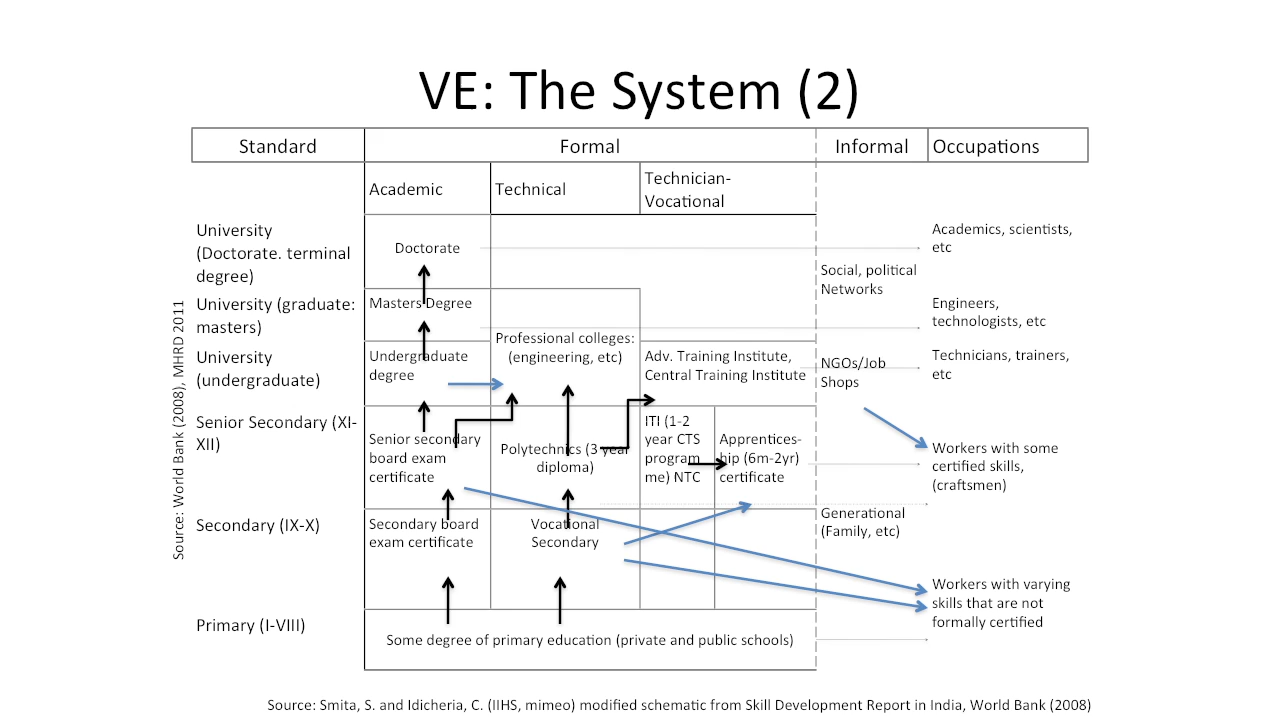 VE: The System (2)
Standard
Formal
Informal
Occupations
Academic
Technical
Technician-
Vocational
University
(Doctorate. terminal
degree)
Doctorate
Academics, scientists,
etc
Social, political
Networks
University (graduate:
masters)
Masters Degree
Engineers,
technologists, etc
Professional colleges:
(engineering, etc)
University
(undergraduate)
Undergraduate
degree
Adv. Training Institute,
Central Training Institute
NGOs/Job
Shops
Technicians, trainers,
etc
Senior Secondary (XI-
XII)
Senior secondary
board exam
certificate
Polytechnics (3 year
diploma)
ITI (1-2
year CTS
program
me) NTC
Apprentices-
hip (6m-2yr)
certificate
Workers with some
certified skills,
(craftsmen)
Secondary (IX-X)
Secondary board
exam certificate
Vocational
Secondary
Generational
(Family, etc)
Workers with varying
skills that are not
formally certified
Primary (I-VIII)
Some degree of primary education (private and public schools)
Source: World Bank (2008), MHRD 2011
Source: Smita, S. and Idicheria, C. (IIHS, mimeo) modified schematic from Skill Development Report in India, World Bank (2008)